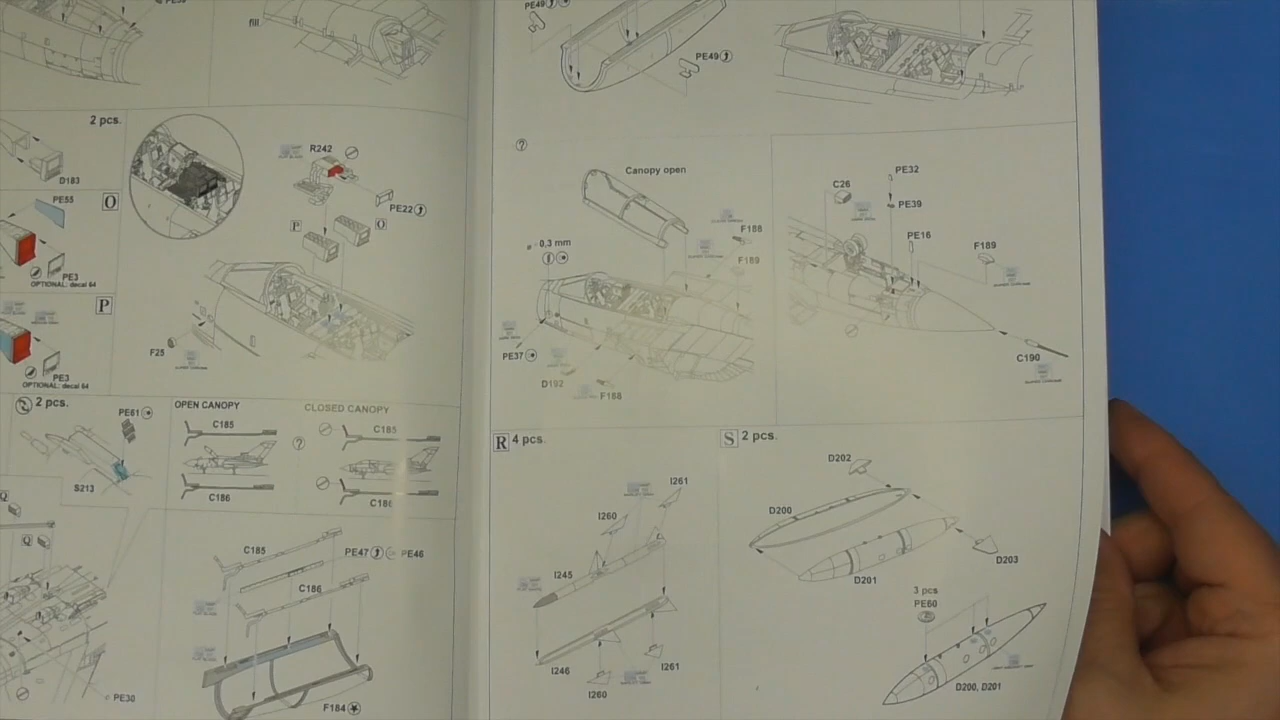 fill
2 pcs.
D183
PE55
O
PE3
OPTIONAL: decal 64
P
PE3
OPTIONAL: decal 64
R242
PE22
P
O
F25
2 pcs.
PE61
S213
OPEN CANOPY
C185
C186
?
CLOSED CANOPY
C185
C186
Q
Q
PE30
C185
PE47
PE46
C186
F184
PE49
PE49
?
Canopy open
0,3 mm
F188
F189
PE37
D192
F188
C26
PE32
PE39
PE16
F189
C190
R 4 pcs.
I261
I260
I245
I246
I261
I260
S 2 pcs.
D202
D200
D201
D203
3 pcs
PE60
D200, D201